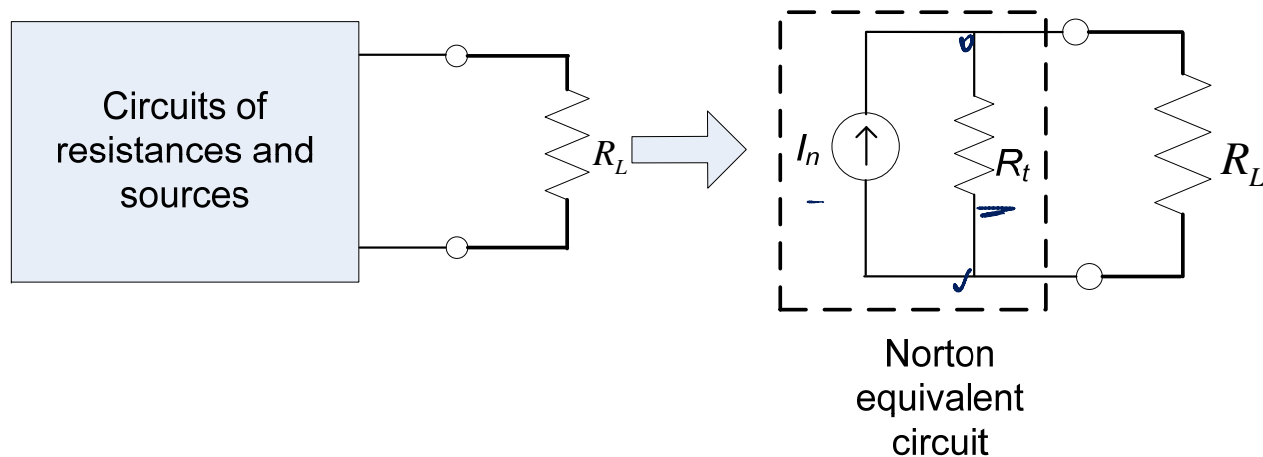 Circuits of
resistances and
sources
R_L
I_n
R_t
R_L
Norton
equivalent
circuit